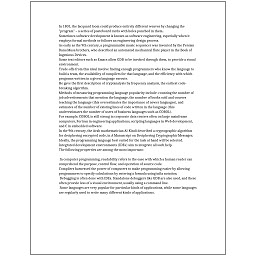 In 1801, the Jacquard loom could produce entirely different weaves by changing the
"program" – a series of pasteboard cards with holes punched in them.
Sometimes software development is known as software engineering, especially when it
employs formal methods or follows an engineering design process.
As early as the 9th century, a programmable music sequencer was invented by the Persian
Banu Musa brothers, who described an automated mechanical flute player in the Book of
Ingenious Devices.
Some text editors such as Emacs allow GDB to be invoked through them, to provide a visual
environment.
Trade-offs from this ideal involve finding enough programmers who know the language to
build a team, the availability of compilers for that language, and the efficiency with which
programs written in a given language execute.
He gave the first description of cryptanalysis by frequency analysis, the earliest code-
breaking algorithm.
Methods of measuring programming language popularity include: counting the number of
job advertisements that mention the language, the number of books sold and courses
teaching the language (this overestimates the importance of newer languages), and
estimates of the number of existing lines of code written in the language (this
underestimates the number of users of business languages such as COBOL).
For example, COBOL is still strong in corporate data centers often on large mainframe
computers, Fortran in engineering applications, scripting languages in Web development,
and C in embedded software.
In the 9th century, the Arab mathematician Al-Kindi described a cryptographic algorithm
for deciphering encrypted code, in A Manuscript on Deciphering Cryptographic Messages.
Ideally, the programming language best suited for the task at hand will be selected.
Integrated development environments (IDEs) aim to integrate all such help.
The following properties are among the most important:
In computer programming, readability refers to the ease with which a human reader can
comprehend the purpose, control flow, and operation of source code.
Compilers harnessed the power of computers to make programming easier by allowing
programmers to specify calculations by entering a formula using infix notation.
Debugging is often done with IDEs. Standalone debuggers like GDB are also used, and these
often provide less of a visual environment, usually using a command line.
Some languages are very popular for particular kinds of applications, while some languages
are regularly used to write many different kinds of applications.